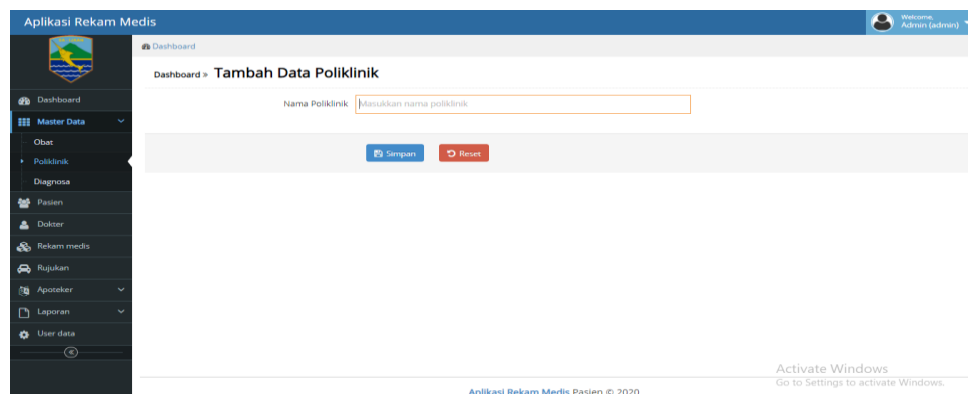 Aplikasi Rekam Medis
Welcome,
Admin (admin)
Dashboard
Dashboard » Tambah Data Poliklinik
Nama Poliklinik
Masukkan nama poliklinik
Simpan
Reset
Dashboard
Master Data
Obat
Poliklinik
Diagnosa
Pasien
Dokter
Rekam medis
Rujukan
Apoteker
Laporan
User data
Activate Windows
Go to Settings to activate Windows.
Aplikasi Rekam Medis Pasien © 2020